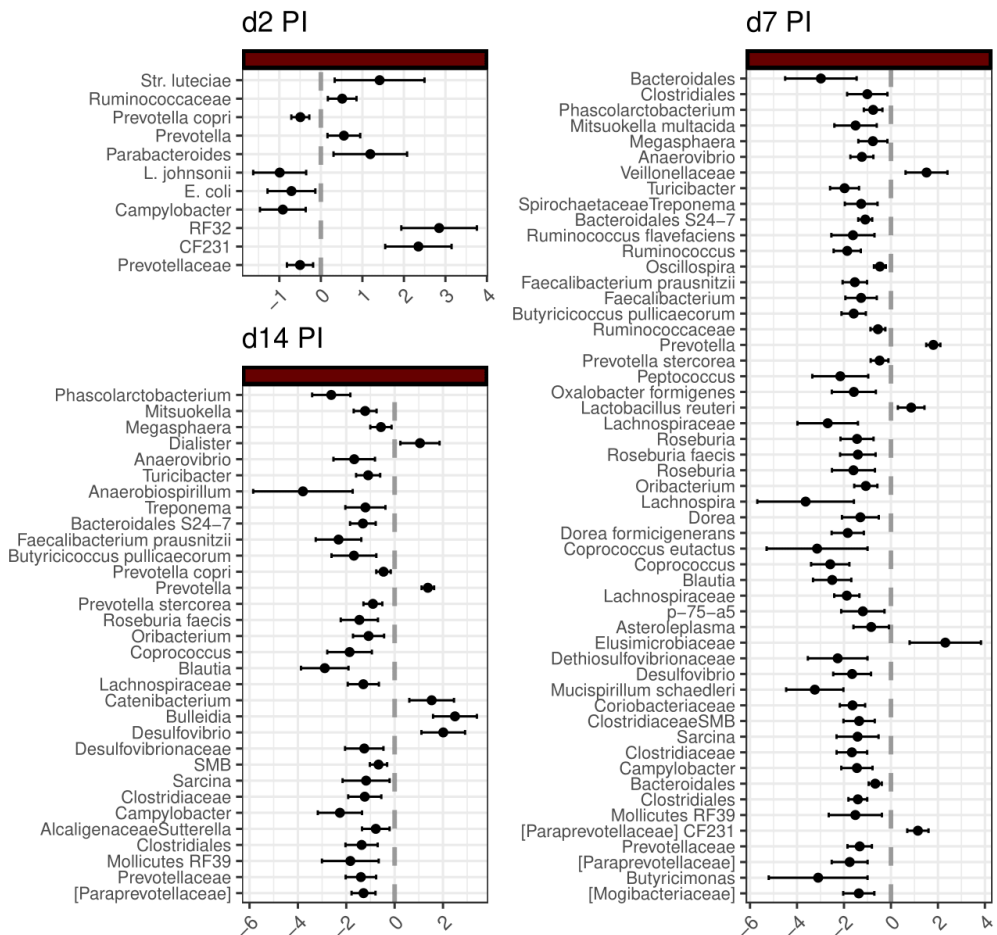 d2 PI
Str. luteciae
Ruminococcaceae
Prevotella copri
Prevotella
Parabacteroides
L. johnsonii
E. coli
Campylobacter
RF32
CF231
Prevotellaceae
−1 0 1 2 3 4
d14 PI
Phascolarctobacterium
Mitsuokella
Megasphaera
Dialister
Anaerovibrio
Turicibacter
Anaerobiospirillum
Treponema
Bacteroidales S24−7
Faecalibacterium prausnitzii
Butyricicoccus pullicaecorum
Prevotella copri
Prevotella
Prevotella stercorea
Roseburia faecis
Oribacterium
Coprococcus
Blautia
Lachnospiraceae
Catenibacterium
Bulleidia
Desulfovibrio
Desulfovibrionaceae
SMB
Sarcina
Clostridiaceae
Campylobacter
AlcaligenaceaeSutterella
Clostridiales
Mollicutes RF39
Prevotellaceae
[Paraprevotellaceae]
−6 −4 −2 0 2
d7 PI
Bacteroidales
Clostridiales
Phascolarctobacterium
Mitsuokella multacida
Megasphaera
Anaerovibrio
Veillonellaceae
Turicibacter
SpirochaetaceaeTreponema
Bacteroidales S24−7
Ruminococcus flavefaciens
Ruminococcus
Oscillospira
Faecalibacterium prausnitzii
Faecalibacterium
Butyricicoccus pullicaecorum
Ruminococcaceae
Prevotella
Prevotella stercorea
Peptococcus
Oxalobacter formigenes
Lactobacillus reuteri
Lachnospiraceae
Roseburia
Roseburia faecis
Roseburia
Oribacterium
Lachnospira
Dorea
Dorea formicigenerans
Coprococcus eutactus
Coprococcus
Blautia
Lachnospiraceae
p−75−a5
Asteroleplasma
Elusimicrobiaceae
Dethiosulfovibrionaceae
Desulfovibrio
Mucispirillum schaedleri
Coriobacteriaceae
ClostridiaceaeSMB
Sarcina
Clostridiaceae
Campylobacter
Bacteroidales
Clostridiales
Mollicutes RF39
[Paraprevotellaceae] CF231
Prevotellaceae
[Paraprevotellaceae]
Butyricimonas
[Mogibacteriaceae]
−6 −4 −2 0 2 4